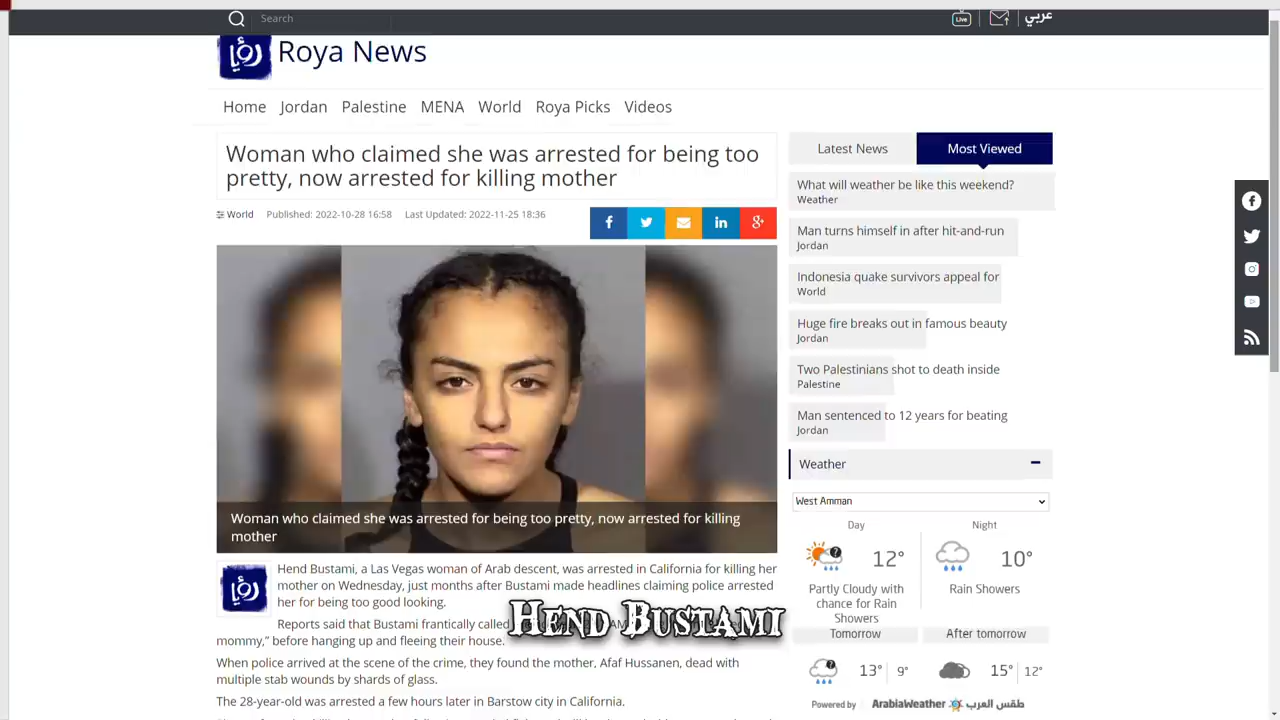 Search
Live
عربي
رؤيا
Roya News
Home Jordan Palestine MENA World Roya Picks Videos
Woman who claimed she was arrested for being too
pretty, now arrested for killing mother
World Published: 2022-10-28 16:58 Last Updated: 2022-11-25 18:36
Woman who claimed she was arrested for being too pretty, now arrested for killing
mother
رؤيا
Hend Bustami, a Las Vegas woman of Arab descent, was arrested in California for killing her
mother on Wednesday, just months after Bustami made headlines claiming police arrested
her for being too good looking.
Reports said that Bustami frantically called
mommy,” before hanging up and fleeing their house.
HEND BUSTAMI
When police arrived at the scene of the crime, they found the mother, Afaf Hussanen, dead with
multiple stab wounds by shards of glass.
The 28-year-old was arrested a few hours later in Barstow city in California.
Latest News Most Viewed
What will weather be like this weekend?
Weather
Man turns himself in after hit-and-run
Jordan
Indonesia quake survivors appeal for
World
Huge fire breaks out in famous beauty
Jordan
Two Palestinians shot to death inside
Palestine
Man sentenced to 12 years for beating
Jordan
Weather
West Amman
Day Night
12° 10°
Partly Cloudy with
chance for Rain
Showers
Rain Showers
Tomorrow After tomorrow
13° 9° 15° 12°
Powered by ArabiaWeather طقس العرب